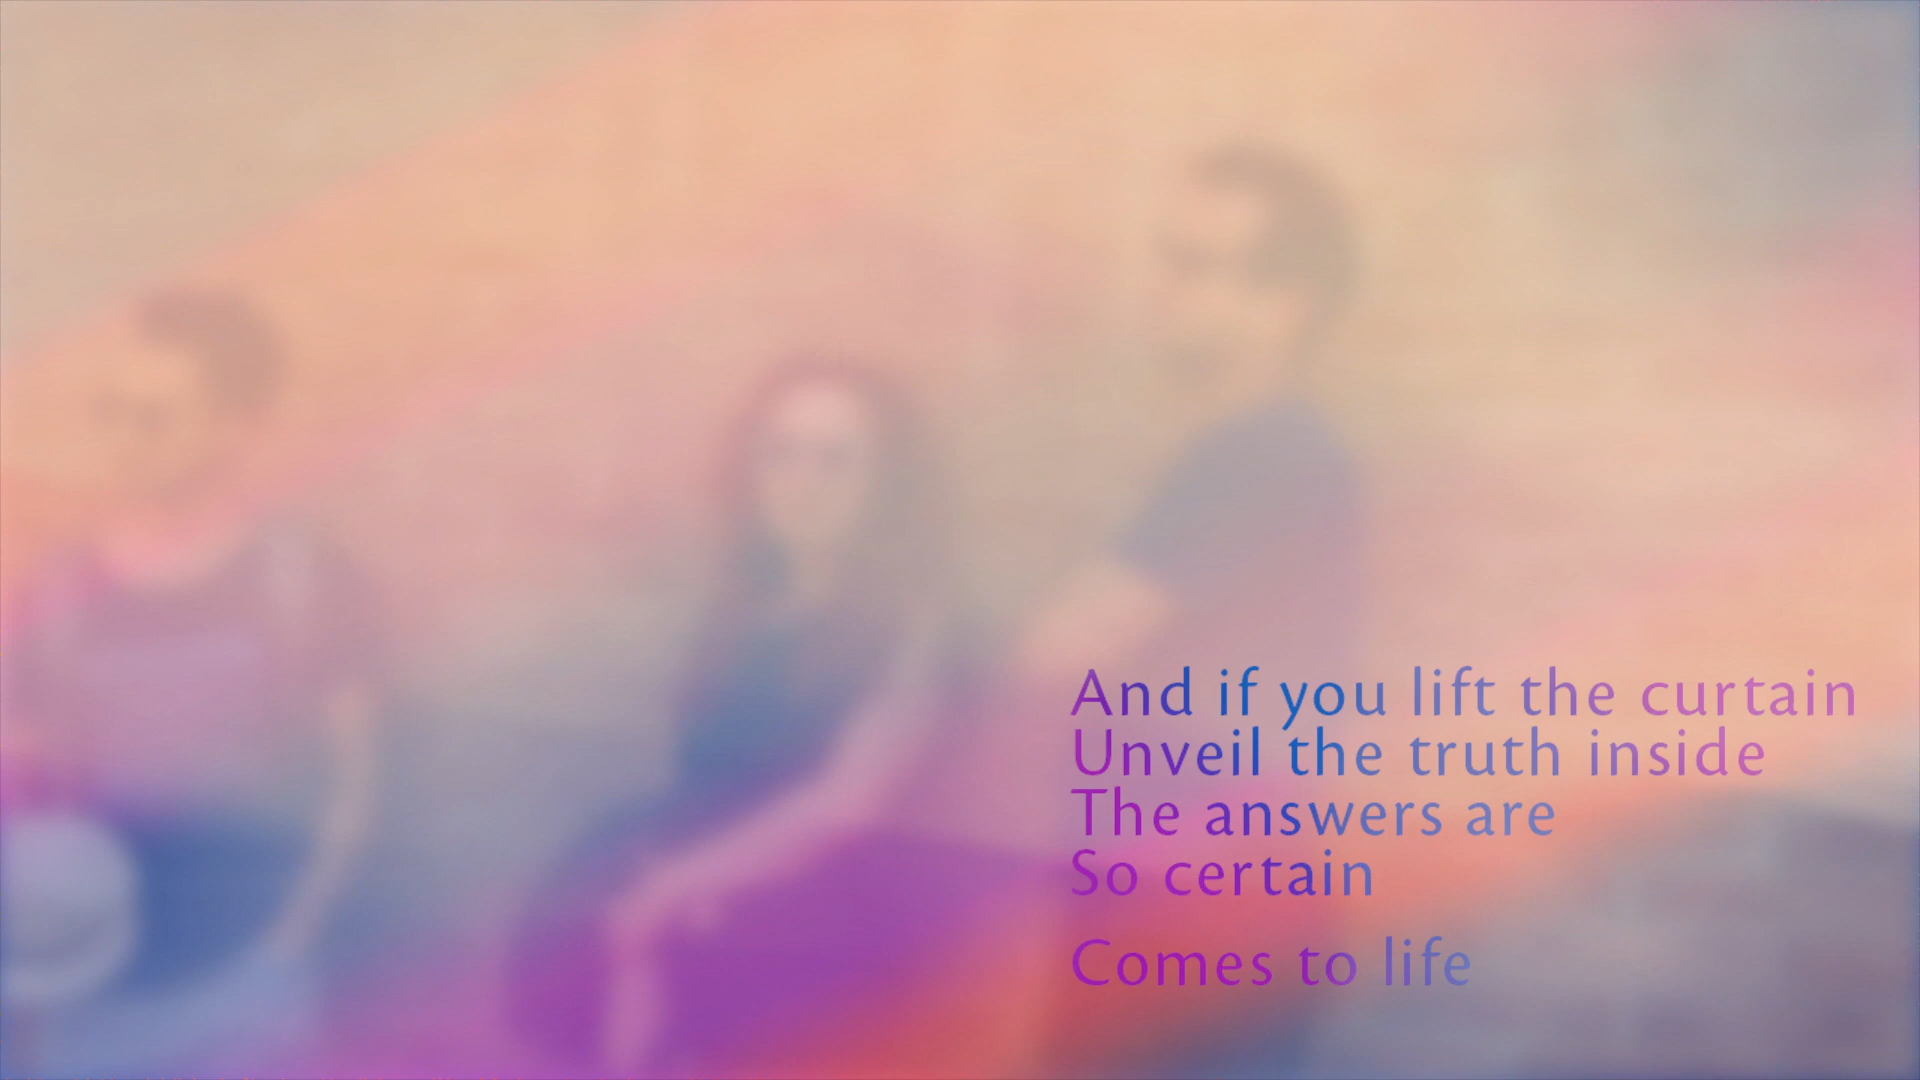 And if you lift the curtain
Unveil the truth inside
The answers are
So certain
Comes to life